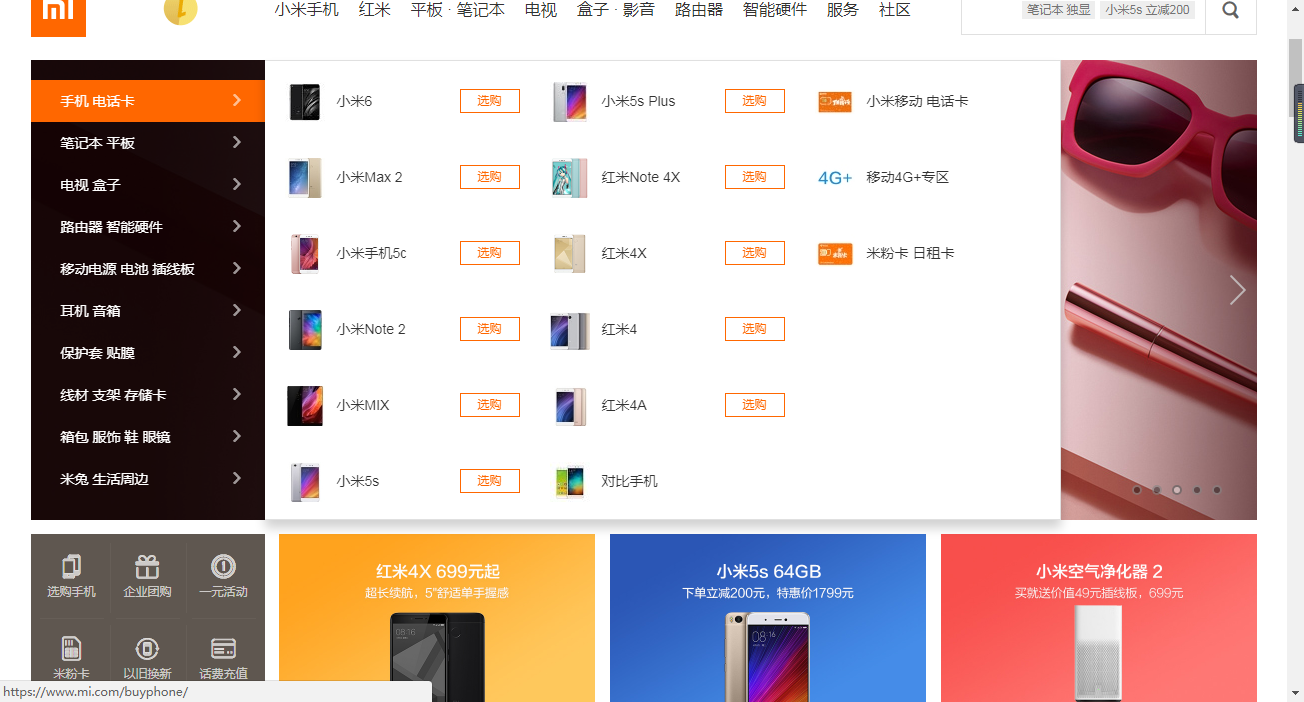 小米手机 红米 平板 · 笔记本 电视 盒子 · 影音 路由器 智能硬件 服务 社区
笔记本 独显 小米5s 立减200
手机 电话卡
笔记本 平板
电视 盒子
路由器 智能硬件
移动电源 电池 插线板
耳机 音箱
保护套 贴膜
线材 支架 存储卡
箱包 服饰 鞋 眼镜
米兔 生活周边
小米6 选购 小米5s Plus 选购 小米移动 电话卡
小米Max 2 选购 红米Note 4X 选购 4G+ 移动4G+专区
小米手机5c 选购 红米4X 选购 米粉卡 日租卡
小米Note 2 选购 红米4 选购
小米MIX 选购 红米4A 选购
小米5s 选购 对比手机
选购手机 企业团购 一元活动
米粉卡 以旧换新 话费充值
红米4X 699元起
超长续航，5"舒适单手握感
08:16
小米5s 64GB
下单立减200元，特惠价1799元
08:16
小米空气净化器 2
买就送价值49元插线板，699元
https://www.mi.com/buyphone/